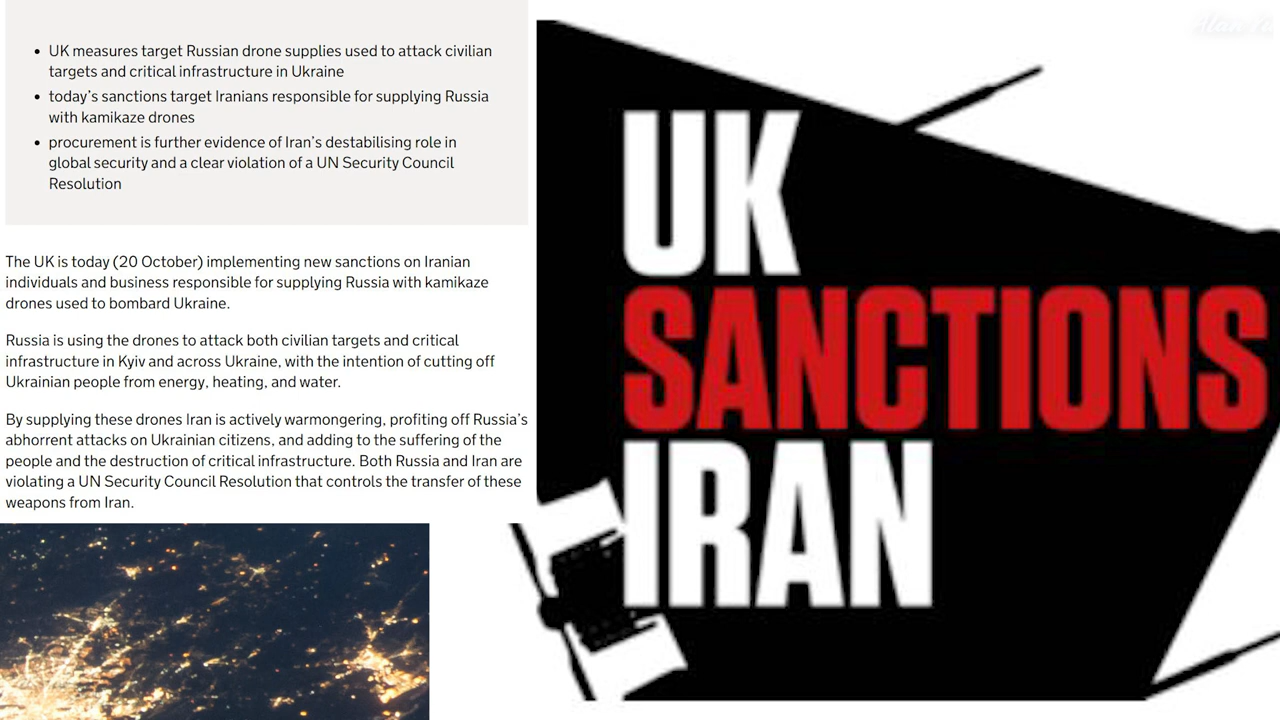 • UK measures target Russian drone supplies used to attack civilian
targets and critical infrastructure in Ukraine
• today’s sanctions target Iranians responsible for supplying Russia
with kamikaze drones
• procurement is further evidence of Iran’s destabilising role in
global security and a clear violation of a UN Security Council
Resolution
The UK is today (20 October) implementing new sanctions on Iranian
individuals and business responsible for supplying Russia with kamikaze
drones used to bombard Ukraine.
Russia is using the drones to attack both civilian targets and critical
infrastructure in Kyiv and across Ukraine, with the intention of cutting off
Ukrainian people from energy, heating, and water.
By supplying these drones Iran is actively warmongering, profiting off Russia’s
abhorrent attacks on Ukrainian citizens, and adding to the suffering of the
people and the destruction of critical infrastructure. Both Russia and Iran are
violating a UN Security Council Resolution that controls the transfer of these
weapons from Iran.
UK
SANCTIONS
IRAN